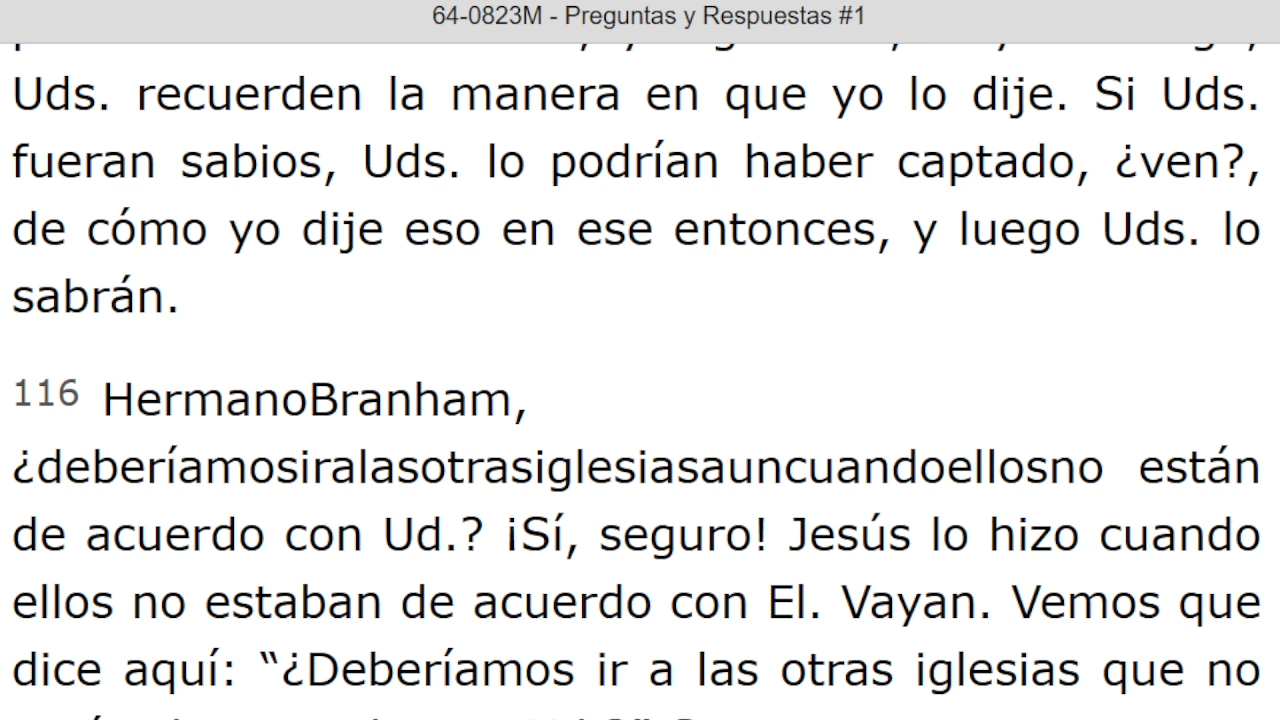 64-0823M - Preguntas y Respuestas #1
Uds. recuerden la manera en que yo lo dije. Si Uds.
fueran sabios, Uds. lo podrían haber captado, ¿ven?,
de cómo yo dije eso en ese entonces, y luego Uds. lo
sabrán.
116 HermanoBranham,
¿deberíamosiralasotrasiglesiasauncuandoellosno están
de acuerdo con Ud.? ¡Sí, seguro! Jesús lo hizo cuando
ellos no estaban de acuerdo con El. Vayan. Vemos que
dice aquí: “¿Deberíamos ir a las otras iglesias que no